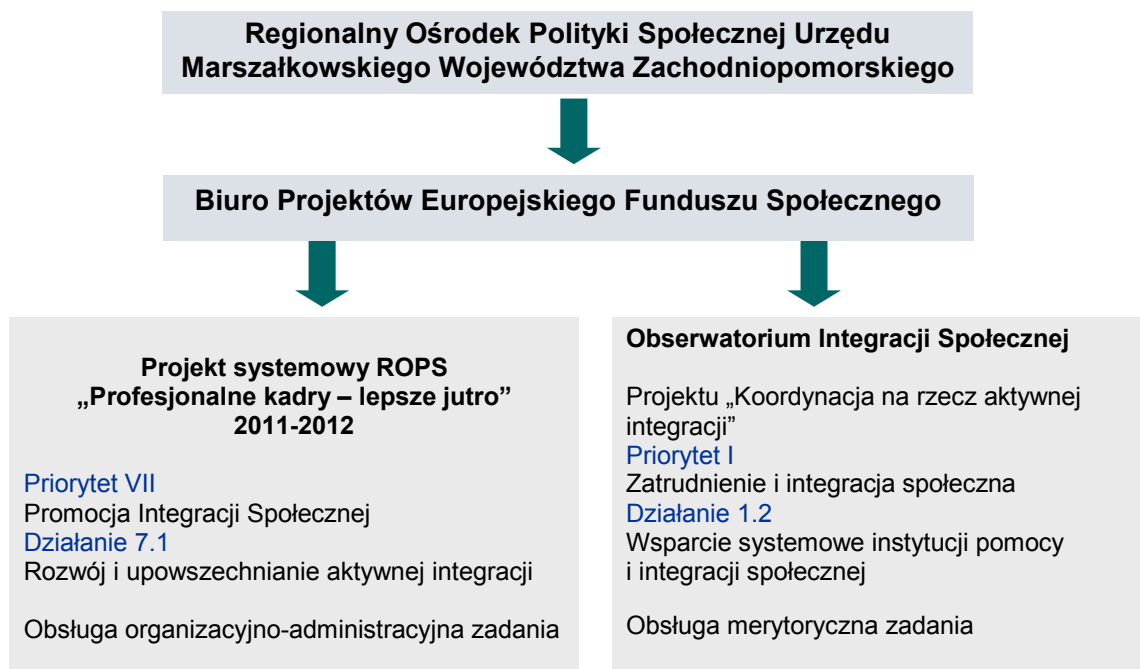 Regionalny Ośrodek Polityki Społecznej Urzędu
Marszałkowskiego Województwa Zachodniopomorskiego
Biuro Projektów Europejskiego Funduszu Społecznego
Projekt systemowy ROPS
„Profesjonalne kadry – lepsze jutro”
2011-2012
Priorytet VII
Promocja Integracji Społecznej
Działanie 7.1
Rozwój i upowszechnianie aktywnej integracji
Obsługa organizacyjno-administracyjna zadania
Obserwatorium Integracji Społecznej
Projektu „Koordynacja na rzecz aktywnej
integracji”
Priorytet I
Zatrudnienie i integracja społeczna
Działanie 1.2
Wsparcie systemowe instytucji pomocy
i integracji społecznej
Obsługa merytoryczna zadania